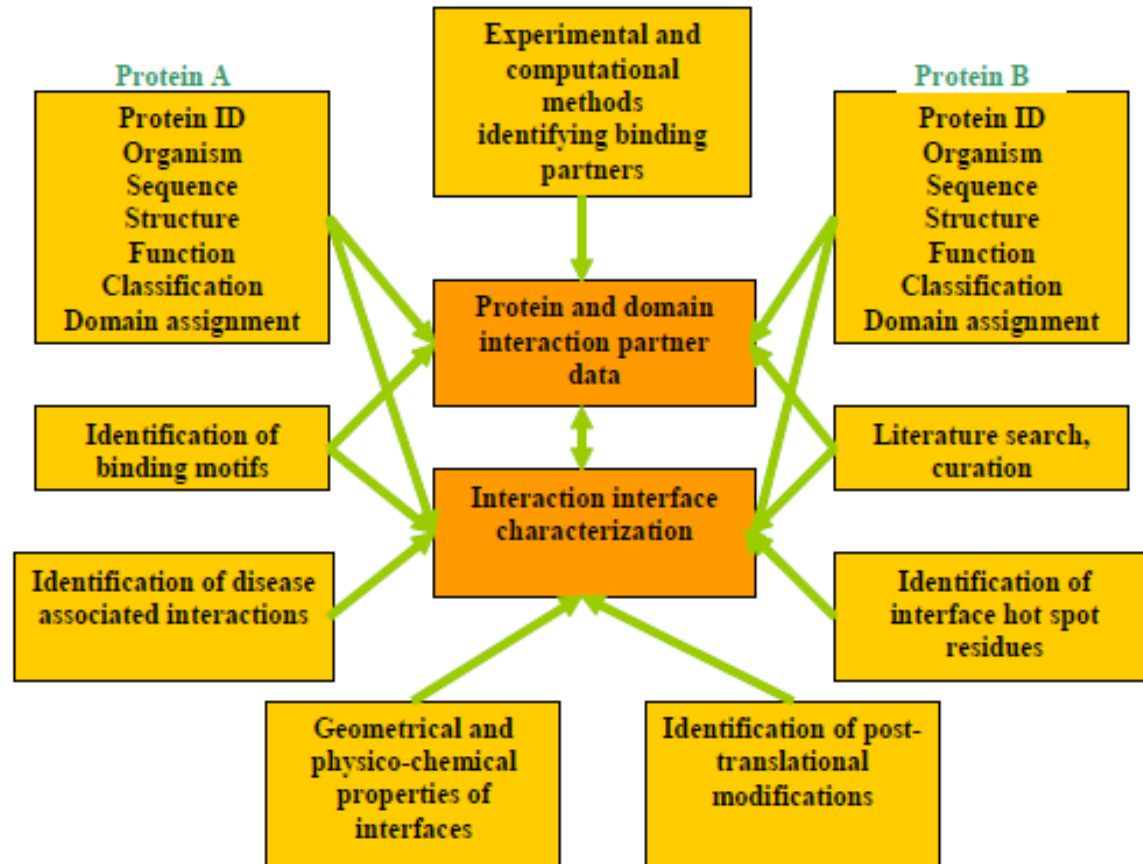 Experimental and
computational
methods
identifying binding
partners
Protein A
Protein ID
Organism
Sequence
Structure
Function
Classification
Domain assignment
Protein B
Protein ID
Organism
Sequence
Structure
Function
Classification
Domain assignment
Protein and domain
interaction partner
data
Identification of
binding motifs
Literature search,
curation
Interaction interface
characterization
Identification of disease
associated interactions
Identification of
interface hot spot
residues
Geometrical and
physico-chemical
properties of
interfaces
Identification of post-
translational
modifications